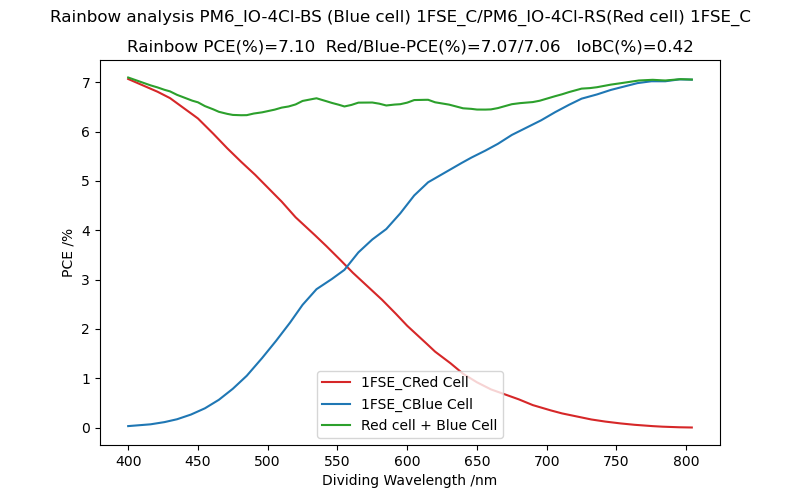 Rainbow analysis PM6_IO-4Cl-BS (Blue cell) 1FSE_C/PM6_IO-4Cl-RS(Red cell) 1FSE_C
Rainbow PCE(%)=7.10  Red/Blue-PCE(%)=7.07/7.06   IoBC(%)=0.42
7
6
5
4
3
2
1
0
PCE /%
1FSE_CRed Cell
1FSE_CBlue Cell
Red cell + Blue Cell
400 450 500 550 600 650 700 750 800
Dividing Wavelength /nm